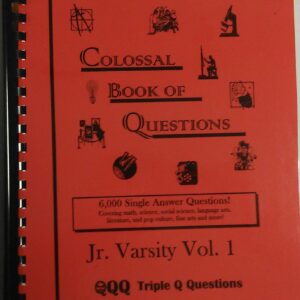 COLOSSAL
BOOK OF
QUESTIONS
6,000 Single Answer Questions!
Covering math, science, social science, language arts,
literature, and pop culture, fine arts and more!
Jr. Varsity Vol. 1
QQ Triple Q Questions